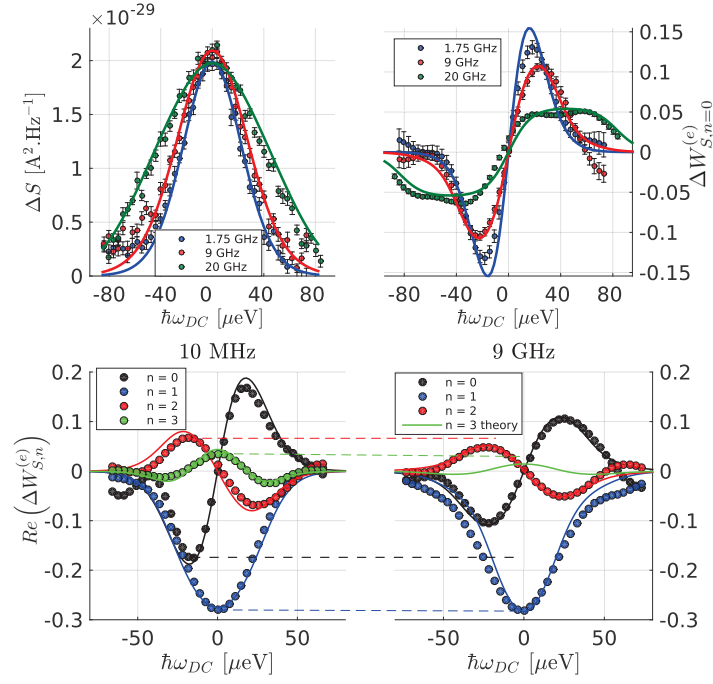 ×10^-29
2
1.5
1
0.5
0
ΔS [A².Hz⁻¹]
1.75 GHz
9 GHz
20 GHz
-80 -40 0 40 80
ħω_DC [μeV]
1.75 GHz
9 GHz
20 GHz
0.15
0.10
0.05
0
-0.05
-0.10
-0.15
ΔW^(e)_S,n=0
-80 -40 0 40 80
ħω_DC [μeV]
10 MHz
0.2
0.1
0
-0.1
-0.2
-0.3
Re(ΔW^(e)_S,n)
n = 0
n = 1
n = 2
n = 3
-50 0 50
ħω_DC [μeV]
9 GHz
n = 0
n = 1
n = 2
n = 3 theory
0.2
0.1
0
-0.1
-0.2
-0.3
-50 0 50
ħω_DC [μeV]